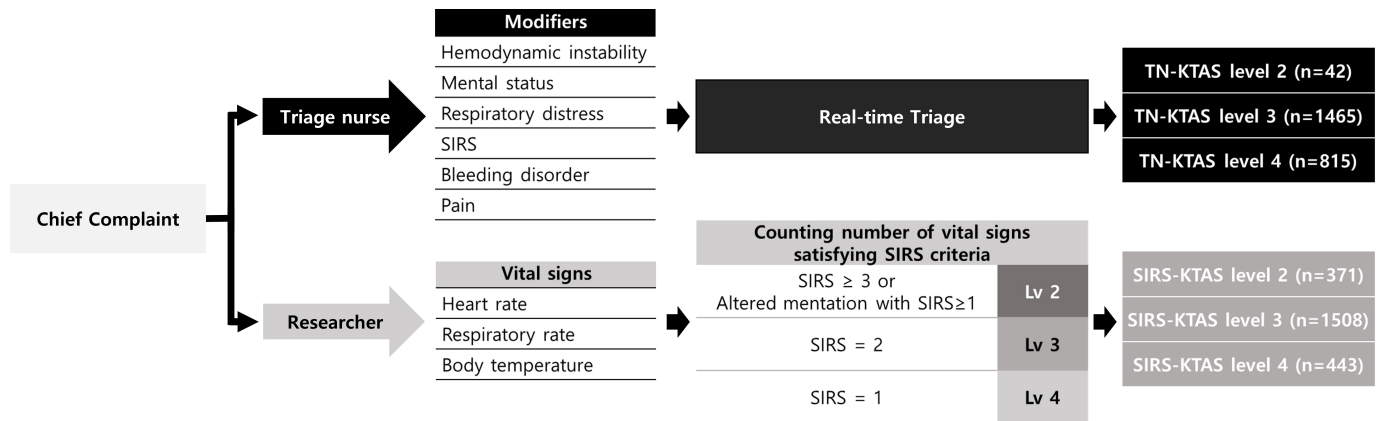 Chief Complaint
Triage nurse
Modifiers
Hemodynamic instability
Mental status
Respiratory distress
SIRS
Bleeding disorder
Pain
Real-time Triage
TN-KTAS level 2 (n=42)
TN-KTAS level 3 (n=1465)
TN-KTAS level 4 (n=815)
Researcher
Vital signs
Heart rate
Respiratory rate
Body temperature
Counting number of vital signs
satisfying SIRS criteria
SIRS ≥ 3 or
Altered mentation with SIRS≥1
Lv 2
SIRS = 2
Lv 3
SIRS = 1
Lv 4
SIRS-KTAS level 2 (n=371)
SIRS-KTAS level 3 (n=1508)
SIRS-KTAS level 4 (n=443)